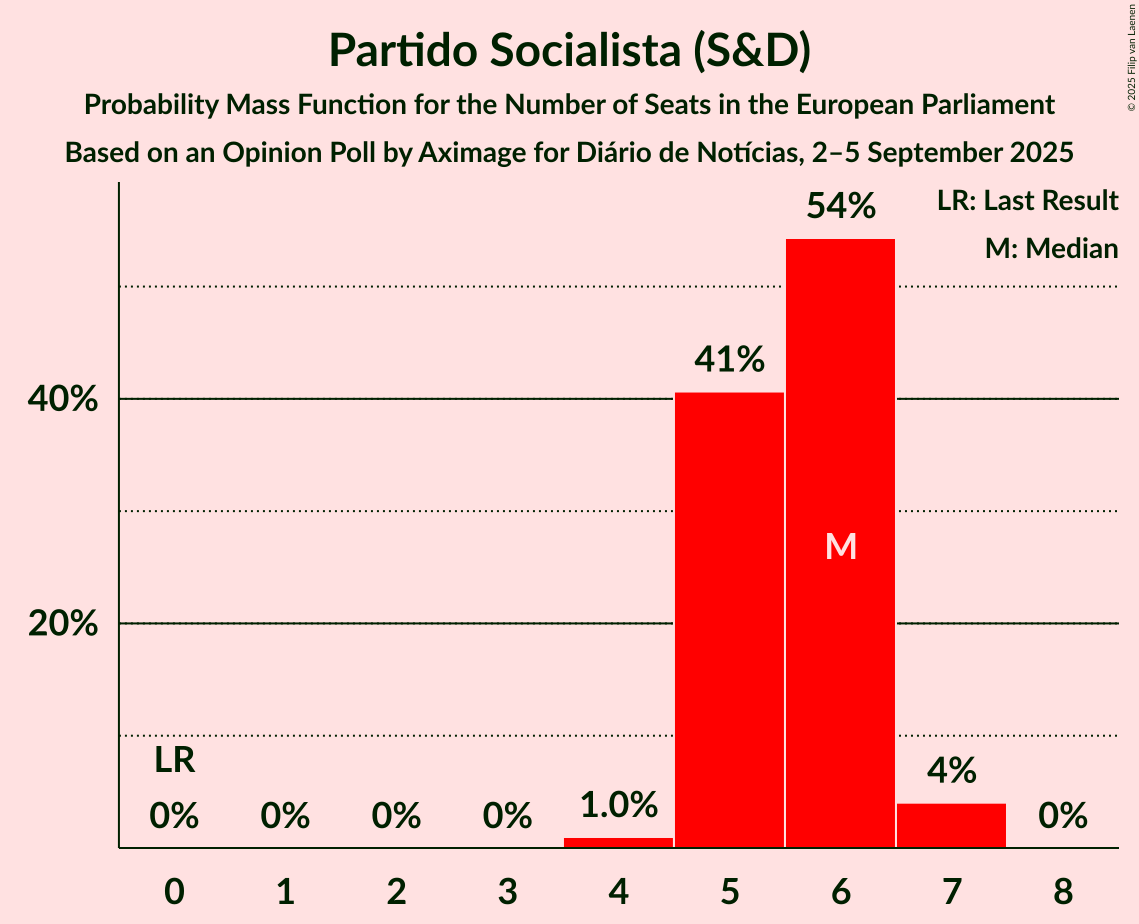 Partido Socialista (S&D)
Probability Mass Function for the Number of Seats in the European Parliament
Based on an Opinion Poll by Aximage for Diário de Notícias, 2–5 September 2025
© 2025 Filip van Laenen
LR: Last Result
M: Median
54%
41%
40%
M
20%
LR
4%
1.0%
0% 0% 0% 0% 0%
0 1 2 3 4 5 6 7 8